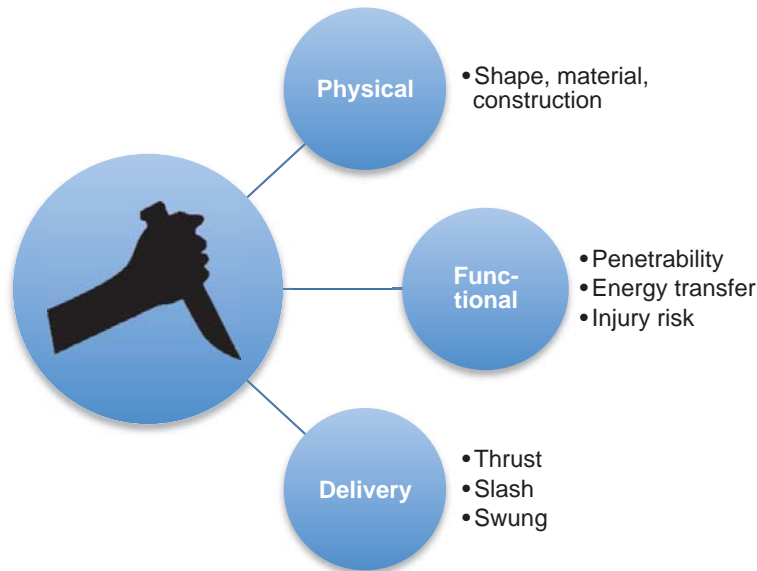 Physical
• Shape, material,
construction
Func-
tional
• Penetrability
• Energy transfer
• Injury risk
Delivery
• Thrust
• Slash
• Swung